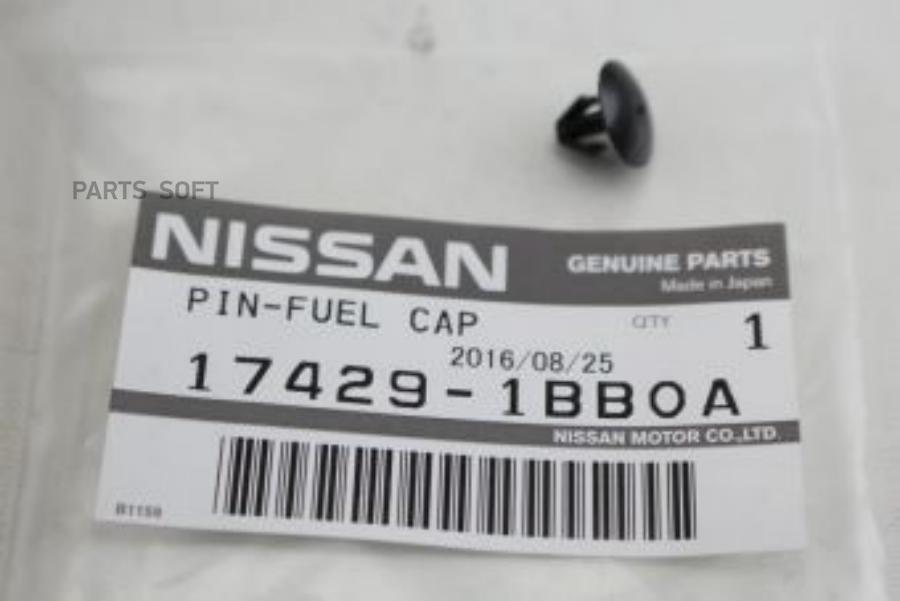 PARTS SOFT
NISSAN
GENUINE PARTS
Made in Japan
PIN-FUEL CAP
QTY 1
2016/08/25
17429-1BB0A
NISSAN MOTOR CO.,LTD.
B1159